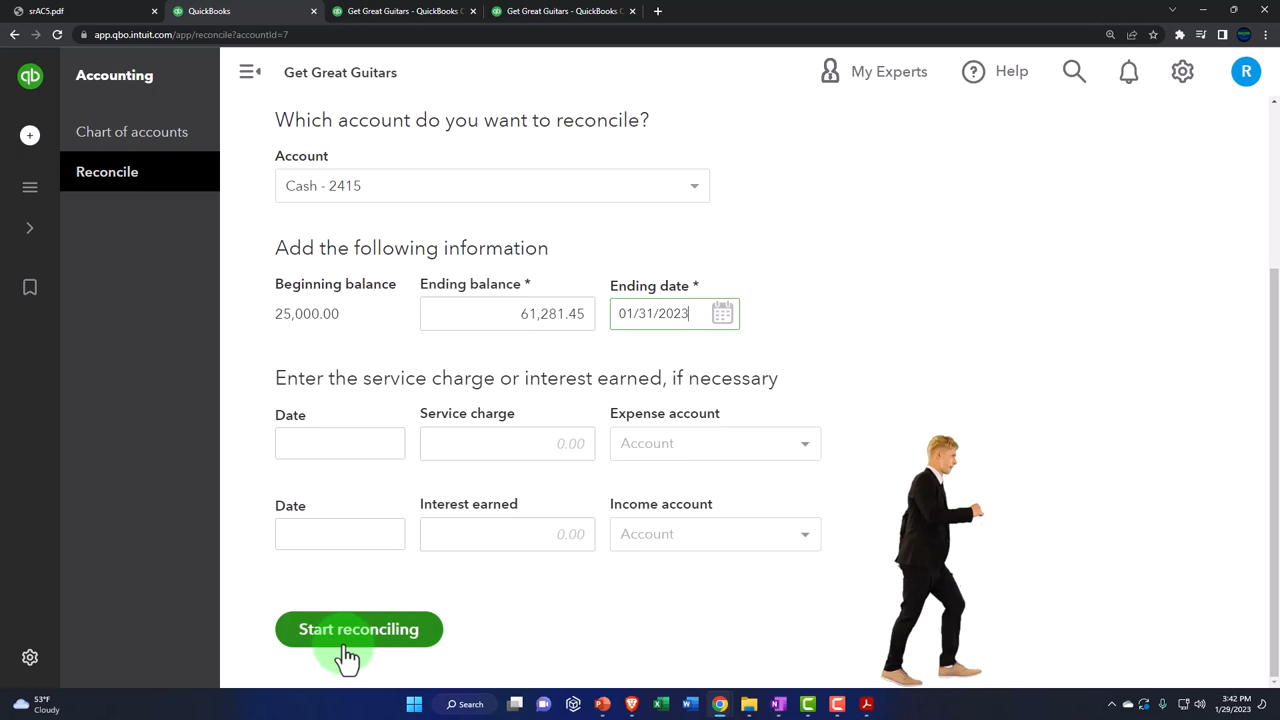 srAC5.pdf
QuickBooks
Get Great Guitars - QuickBooks C
Get Great Guitars - QuickBooks C
app.qbo.intuit.com/app/reconcile?accountId=7
qb
Accounting
Get Great Guitars
My Experts
Help
R
Chart of accounts
Reconcile
Which account do you want to reconcile?
Account
Cash - 2415
Add the following information
Beginning balance
Ending balance *
Ending date *
25,000.00
61,281.45
01/31/2023
Enter the service charge or interest earned, if necessary
Date
Service charge
Expense account
0.00
Account
Date
Interest earned
Income account
0.00
Account
Start reconciling
53°F
Cloudy
Search
3:42 PM
1/29/2023